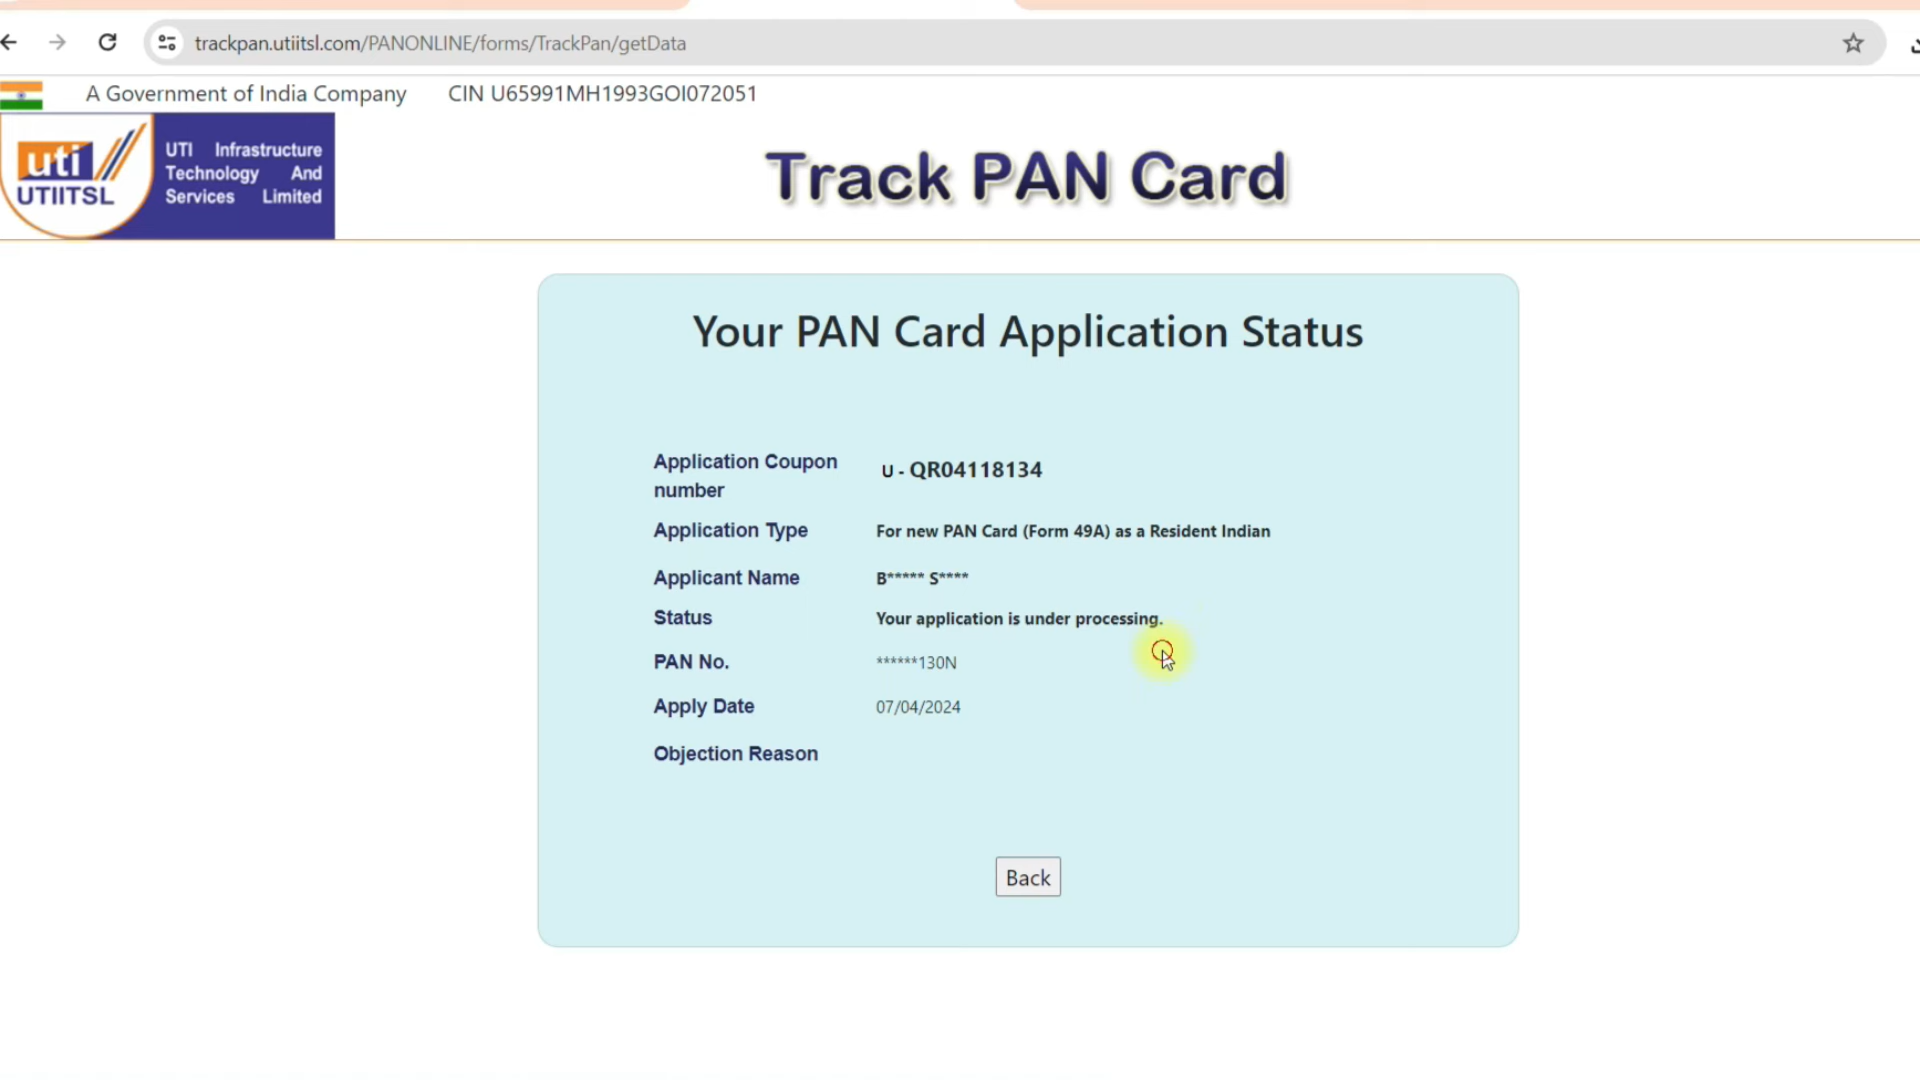 trackpan.utiitsl.com/PANONLINE/forms/TrackPan/getData
A Government of India Company CIN U65991MH1993GOI072051
uti
UTIITSL
UTI Infrastructure
Technology And
Services Limited
Track PAN Card
Your PAN Card Application Status
Application Coupon
number
U - QR04118134
Application Type For new PAN Card (Form 49A) as a Resident Indian
Applicant Name B***** S****
Status Your application is under processing.
PAN No. ******130N
Apply Date 07/04/2024
Objection Reason
Back